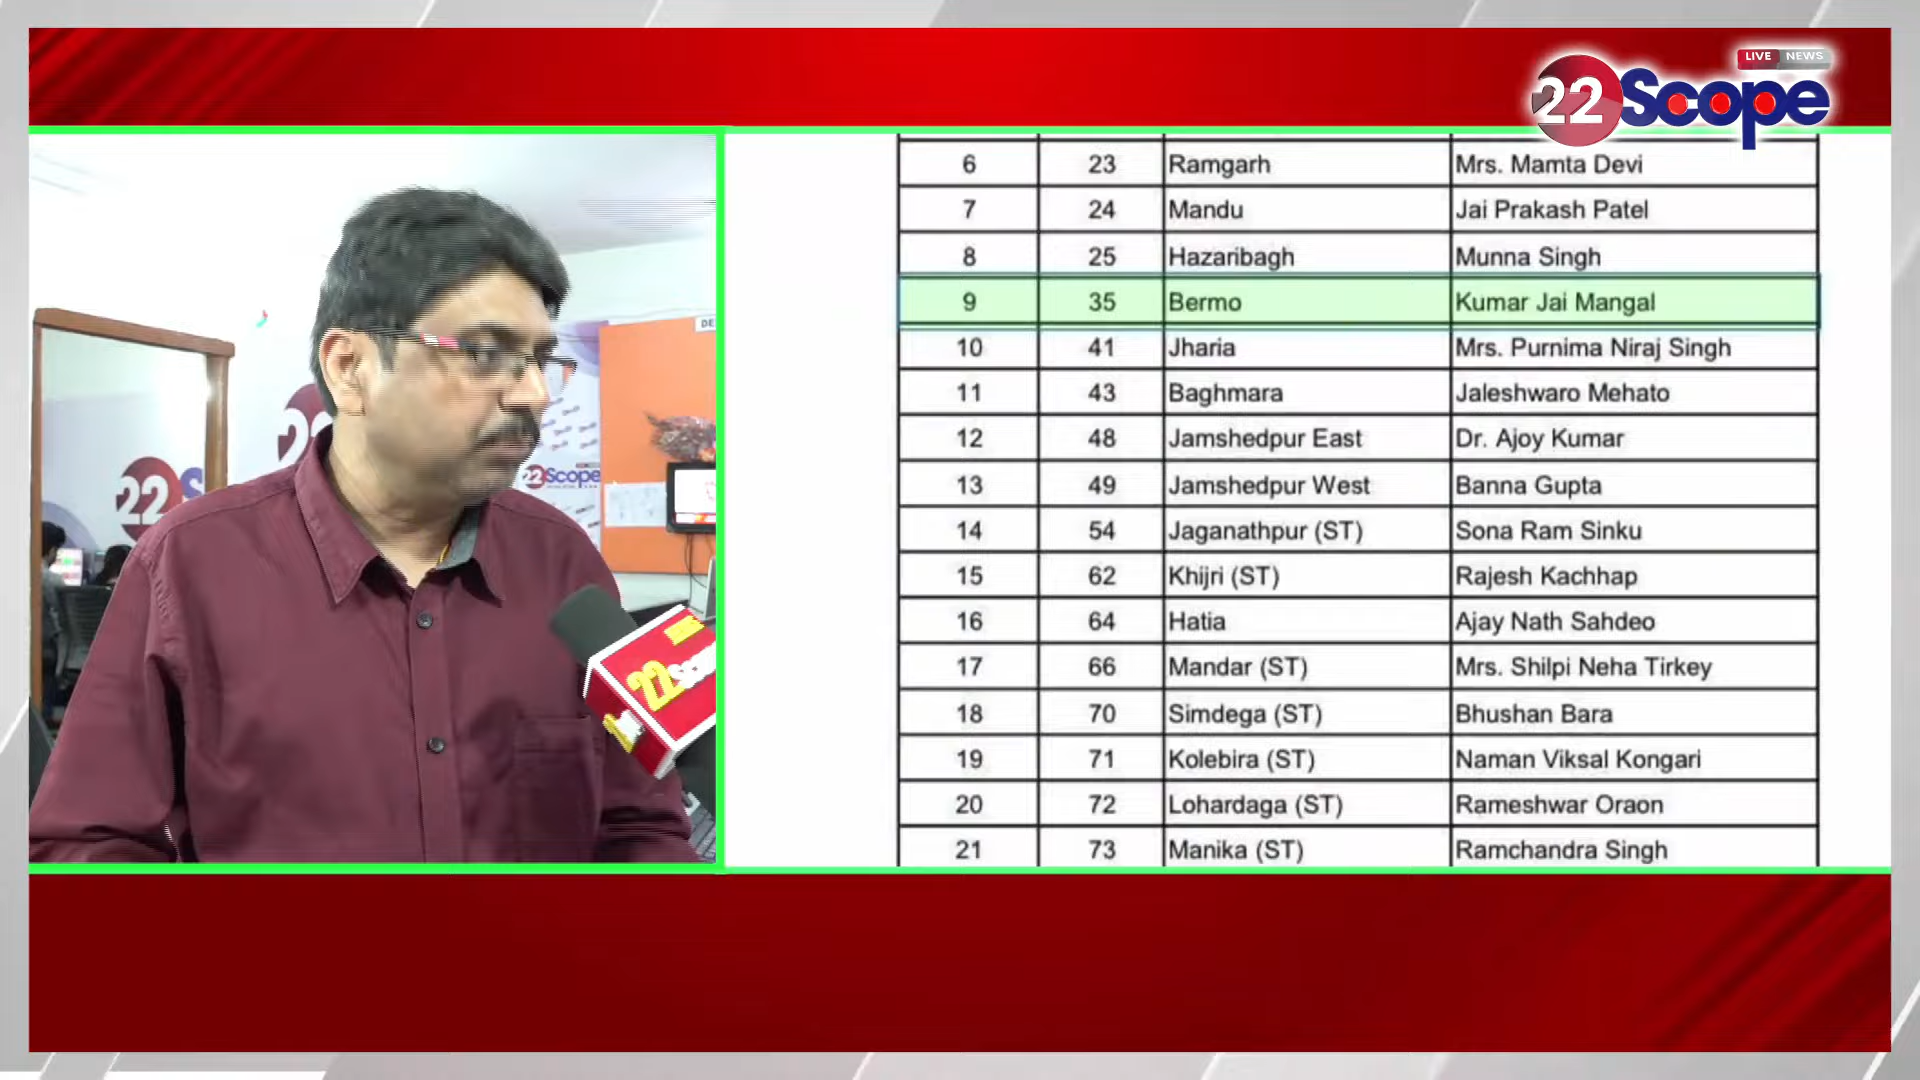 LIVE NEWS
22Scope
6 23 Ramgarh Mrs. Mamta Devi
7 24 Mandu Jai Prakash Patel
8 25 Hazaribagh Munna Singh
9 35 Bermo Kumar Jai Mangal
10 41 Jharia Mrs. Purnima Niraj Singh
11 43 Baghmara Jaleshwaro Mehato
12 48 Jamshedpur East Dr. Ajoy Kumar
13 49 Jamshedpur West Banna Gupta
14 54 Jaganathpur (ST) Sona Ram Sinku
15 62 Khijri (ST) Rajesh Kachhap
16 64 Hatia Ajay Nath Sahdeo
17 66 Mandar (ST) Mrs. Shilpi Neha Tirkey
18 70 Simdega (ST) Bhushan Bara
19 71 Kolebira (ST) Naman Viksal Kongari
20 72 Lohardaga (ST) Rameshwar Oraon
21 73 Manika (ST) Ramchandra Singh
DE
22
22Scope
22 S
22Scop